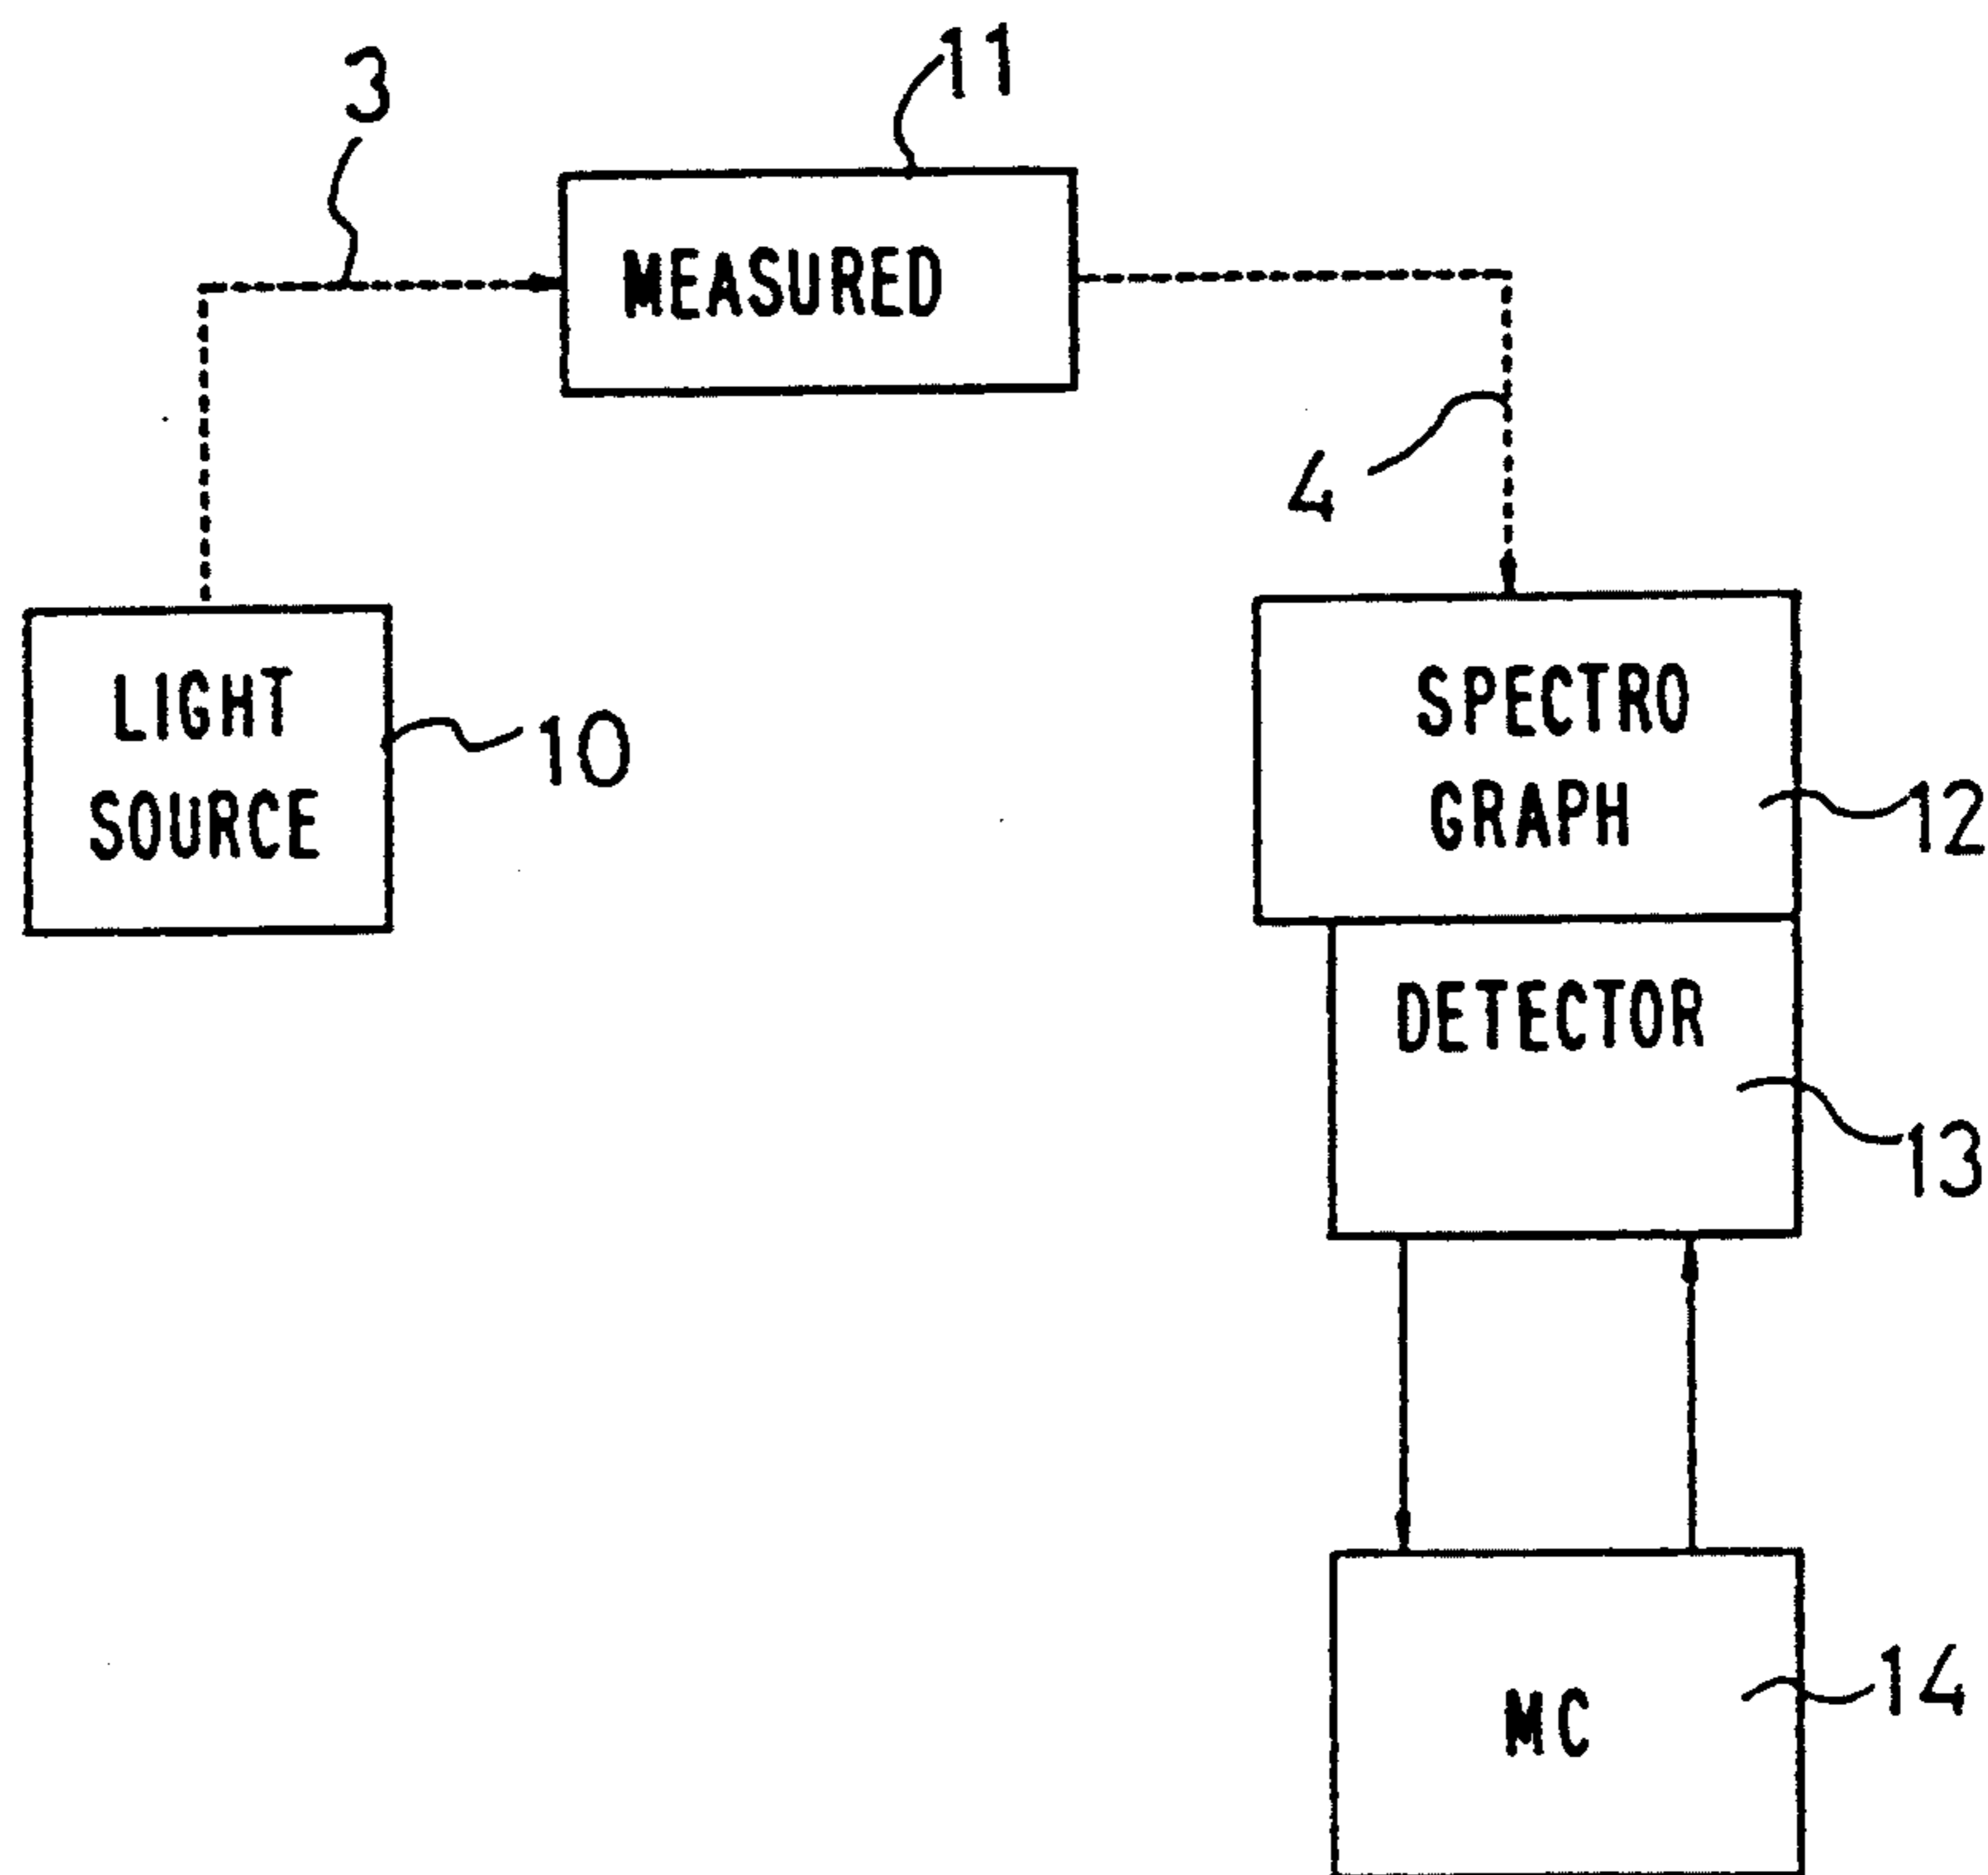 3
11
MEASURED
4
LIGHT
SOURCE
10
SPECTRO
GRAPH
12
DETECTOR
13
MC
14